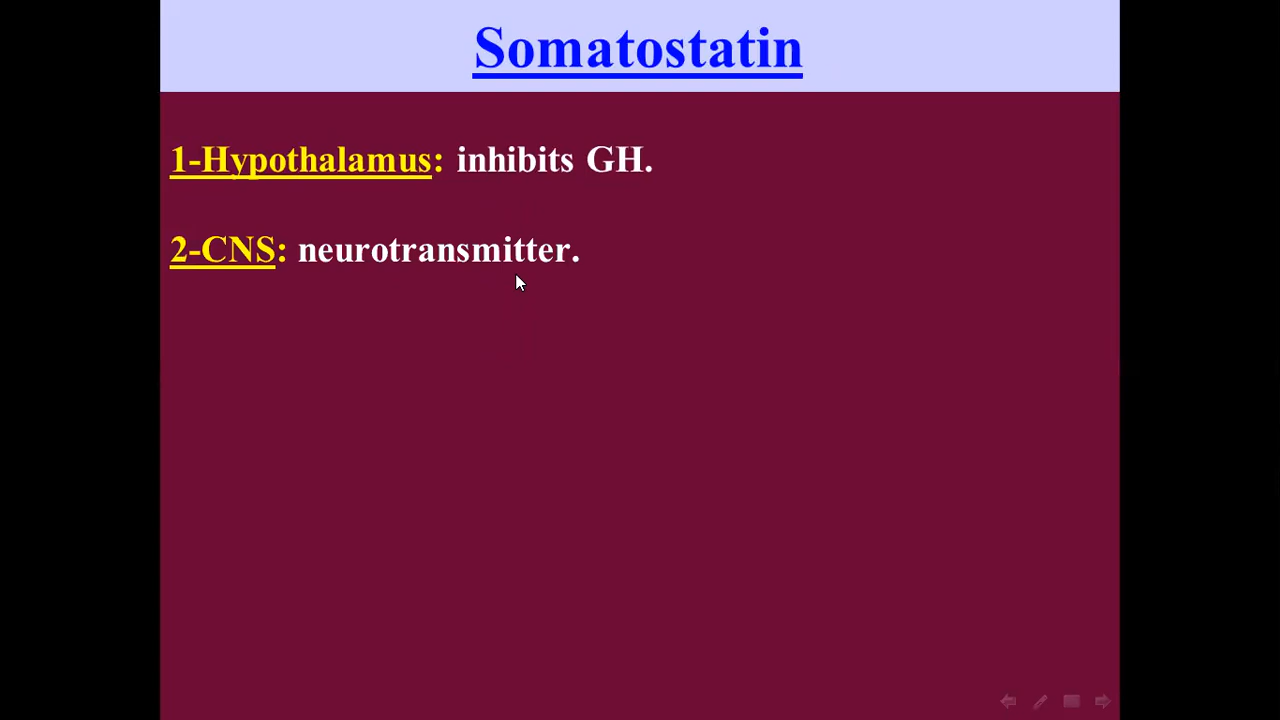 Somatostatin
1-Hypothalamus: inhibits GH.
2-CNS: neurotransmitter.